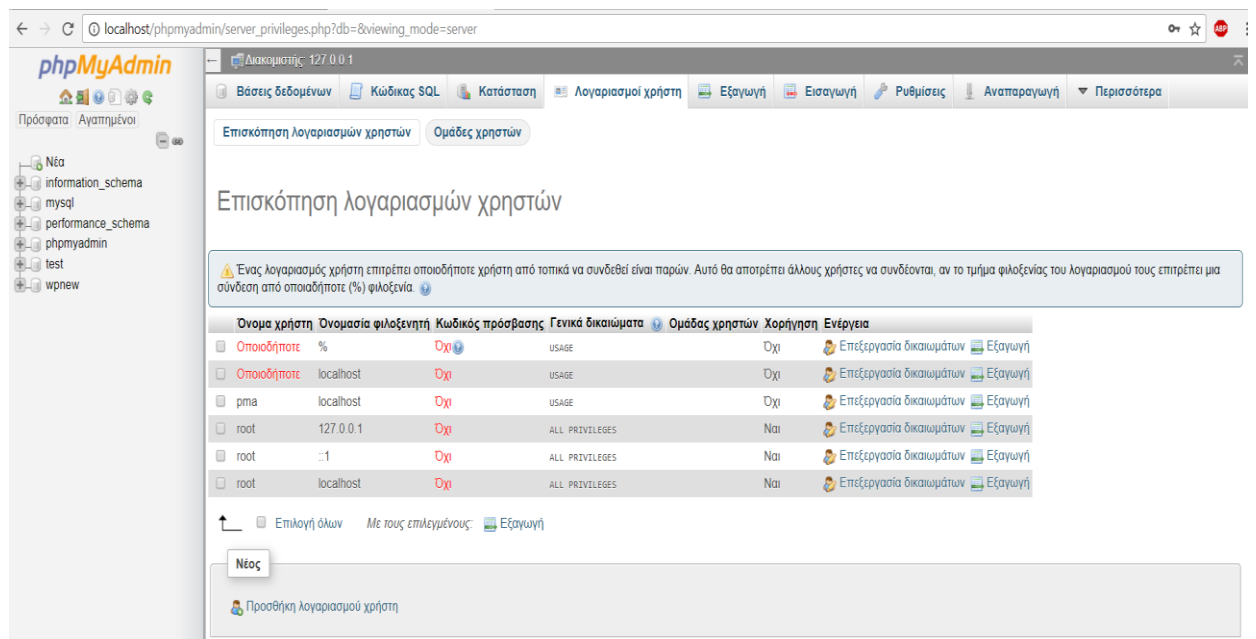 localhost/phpmyadmin/server_privileges.php?db=&viewing_mode=server
ABP
phpMyAdmin
Πρόσφατα Αγαπημένοι
Νέα
information_schema
mysql
performance_schema
phpmyadmin
test
wpnew
Διακομιστής: 127.0.0.1
Βάσεις δεδομένων Κώδικας SQL Κατάσταση Λογαριασμοί χρήστη Εξαγωγή Εισαγωγή Ρυθμίσεις Αναπαραγωγή Περισσότερα
Επισκόπηση λογαριασμών χρηστών Ομάδες χρηστών
Επισκόπηση λογαριασμών χρηστών
Ένας λογαριασμός χρήστη επιτρέπει οποιοδήποτε χρήστη από τοπικά να συνδεθεί είναι παρών. Αυτό θα αποτρέπει άλλους χρήστες να συνδέονται, αν το τμήμα φιλοξενίας του λογαριασμού τους επιτρέπει μια
σύνδεση από οποιαδήποτε (%) φιλοξενία.
Όνομα χρήστη Όνομασία φιλοξενητή Κωδικός πρόσβασης Γενικά δικαιώματα Ομάδας χρηστών Χορήγηση Ενέργεια
Οποιοδήποτε % Όχι USAGE Όχι Επεξεργασία δικαιωμάτων Εξαγωγή
Οποιοδήποτε localhost Όχι USAGE Όχι Επεξεργασία δικαιωμάτων Εξαγωγή
pma localhost Όχι USAGE Όχι Επεξεργασία δικαιωμάτων Εξαγωγή
root 127.0.0.1 Όχι ALL PRIVILEGES Ναι Επεξεργασία δικαιωμάτων Εξαγωγή
root ::1 Όχι ALL PRIVILEGES Ναι Επεξεργασία δικαιωμάτων Εξαγωγή
root localhost Όχι ALL PRIVILEGES Ναι Επεξεργασία δικαιωμάτων Εξαγωγή
Επιλογή όλων Με τους επιλεγμένους: Εξαγωγή
Νέος
Προσθήκη λογαριασμού χρήστη